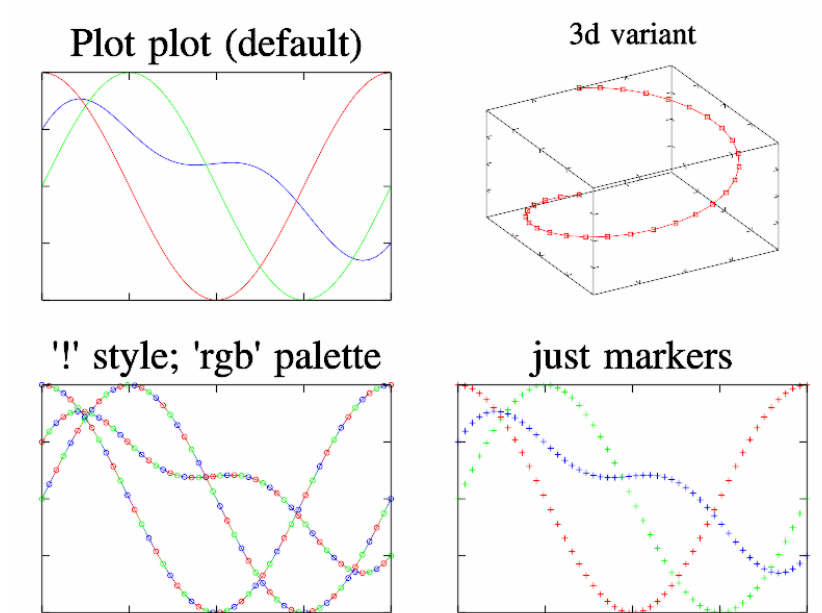 Plot plot (default)
3d variant
'!' style; 'rgb' palette
just markers